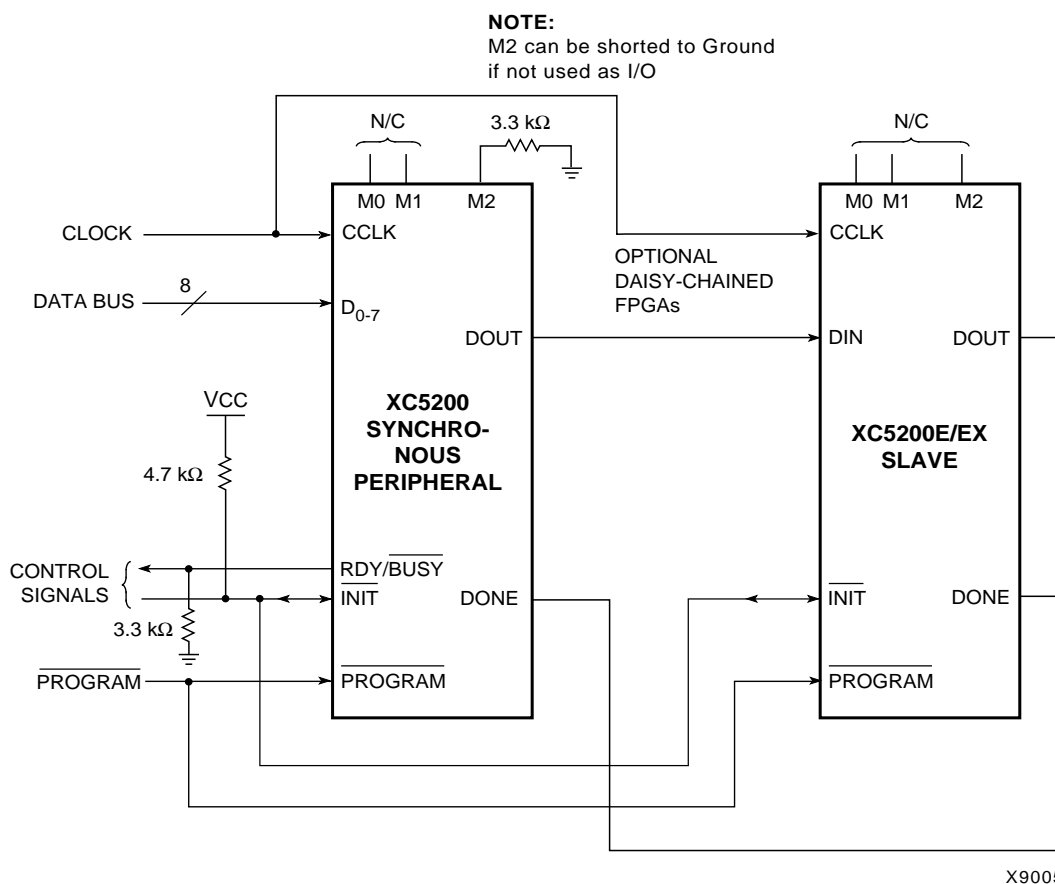 NOTE:
M2 can be shorted to Ground
if not used as I/O
N/C
3.3 kΩ
N/C
M0 M1
M2
M0 M1
M2
CLOCK
CCLK
CCLK
OPTIONAL
DAISY-CHAINED
FPGAs
DATA BUS
8
D0-7
DOUT
DIN
DOUT
VCC
XC5200
SYNCHRO-
NOUS
PERIPHERAL
XC5200E/EX
SLAVE
4.7 kΩ
CONTROL
SIGNALS
RDY/BUSY
INIT
DONE
INIT
DONE
3.3 kΩ
PROGRAM
PROGRAM
PROGRAM
X9005